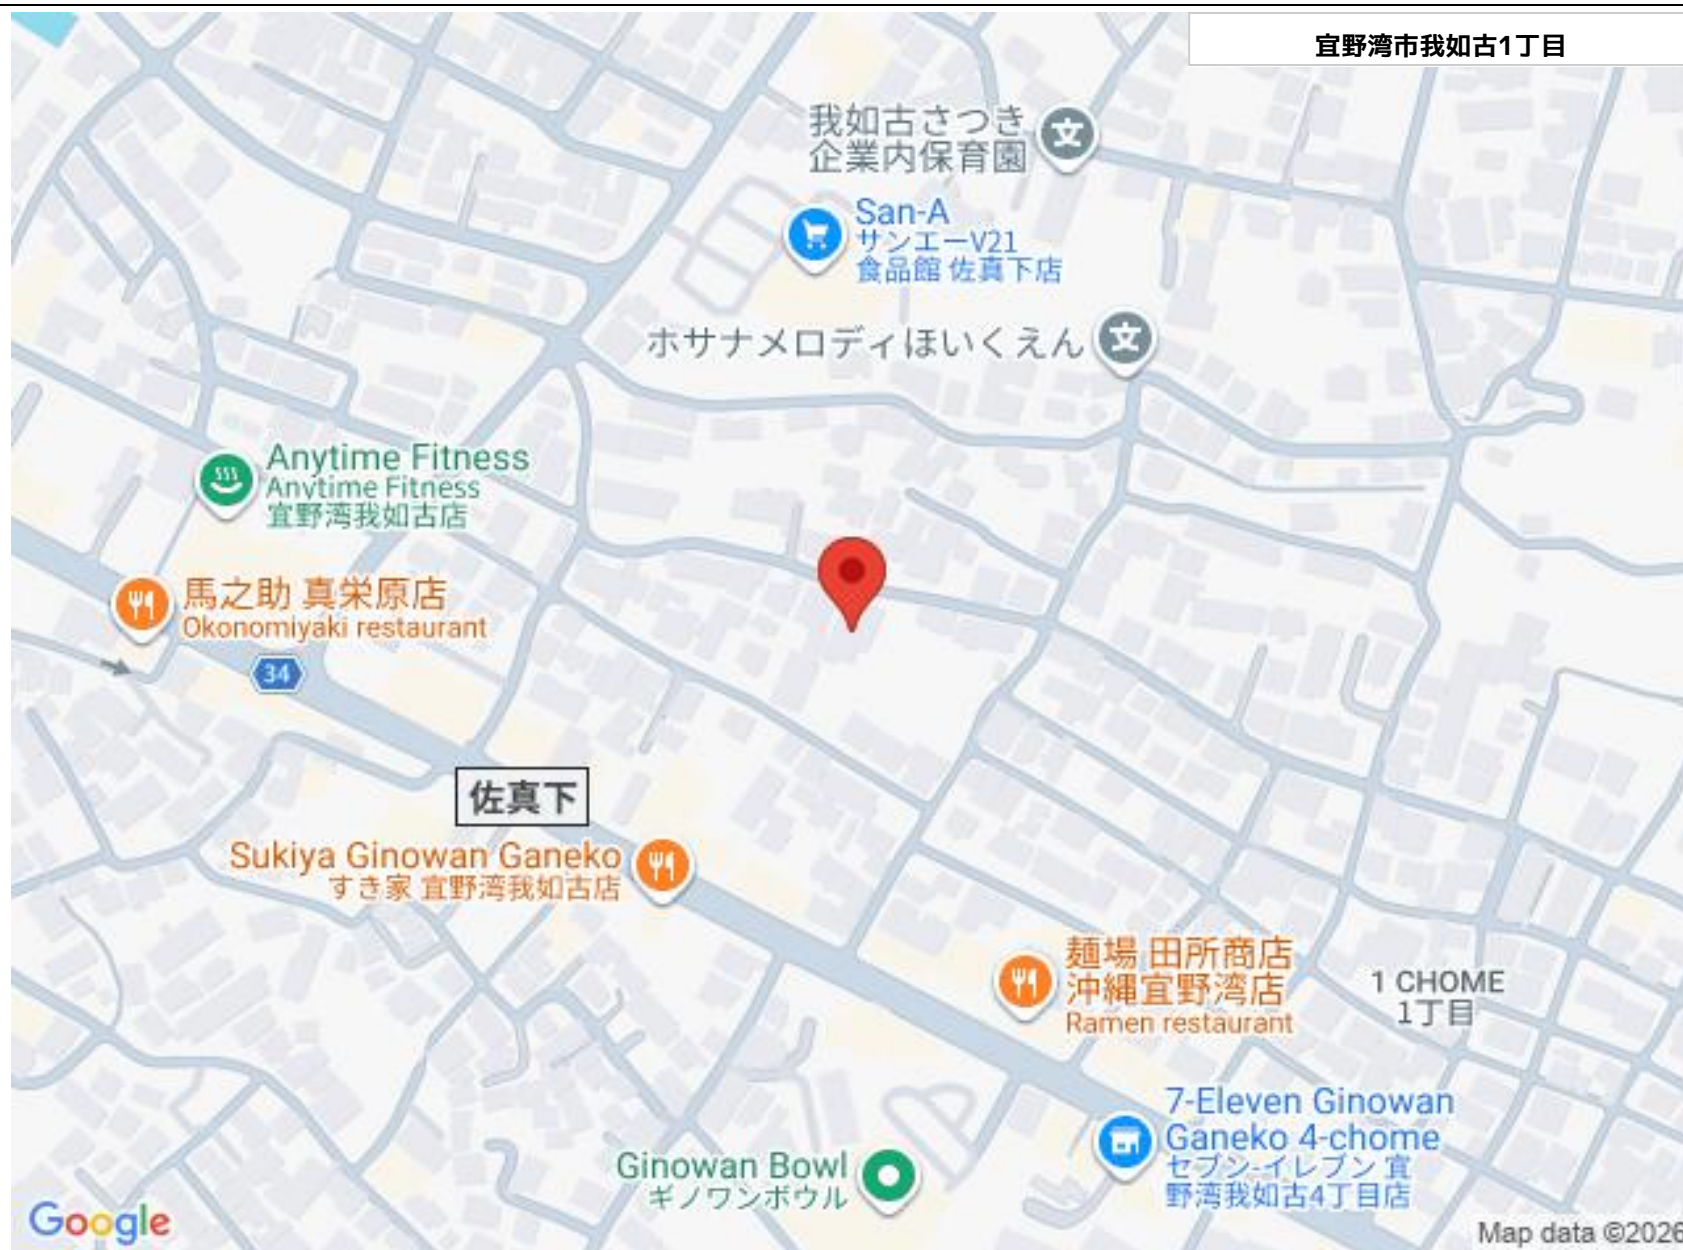 宜野湾市我如古1丁目
我如古さつき
企業内保育園
San-A
サンエーV21
食品館 佐真下店
ホサナメロディほいくえん
Anytime Fitness
Anytime Fitness
宜野湾我如古店
馬之助 真栄原店
Okonomiyaki restaurant
34
佐真下
Sukiya Ginowan Ganeko
すき家 宜野湾我如古店
麺場 田所商店
沖縄宜野湾店
Ramen restaurant
1 CHOME
1丁目
7-Eleven Ginowan
Ganeko 4-chome
セブン-イレブン 宜
野湾我如古4丁目店
Ginowan Bowl
ギノワンボウル
Google
Map data ©2026